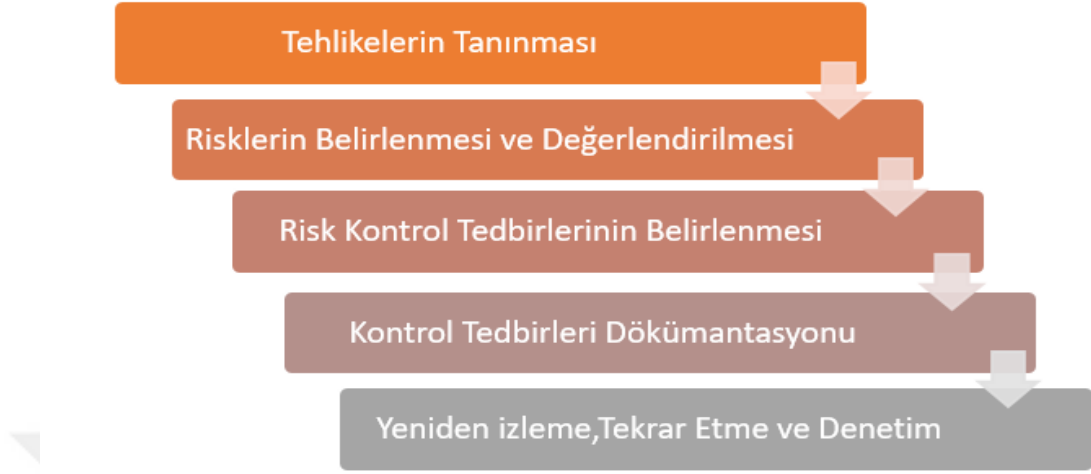 Tehlikelerin Tanınması
Risklerin Belirlenmesi ve Değerlendirilmesi
Risk Kontrol Tedbirlerinin Belirlenmesi
Kontrol Tedbirleri Dökümantasyonu
Yeniden izleme,Tekrar Etme ve Denetim